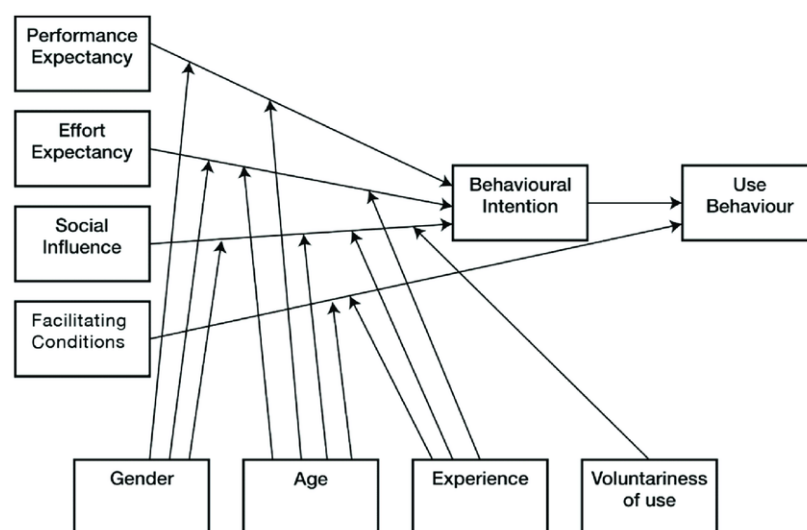 Performance
Expectancy
Effort
Expectancy
Social
Influence
Facilitating
Conditions
Behavioural
Intention
Use
Behaviour
Gender
Age
Experience
Voluntariness
of use